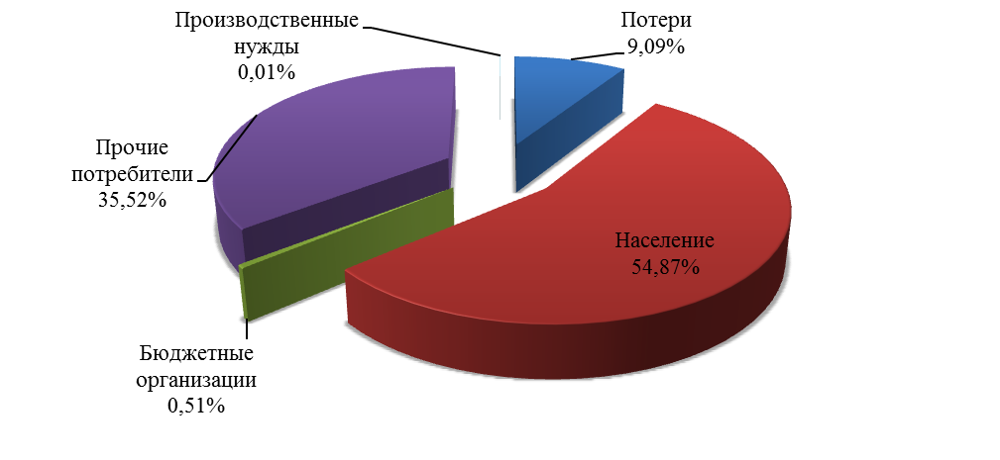 Производственные
нужды
0,01%
Потери
9,09%
Прочие
потребители
35,52%
Население
54,87%
Бюджетные
организации
0,51%